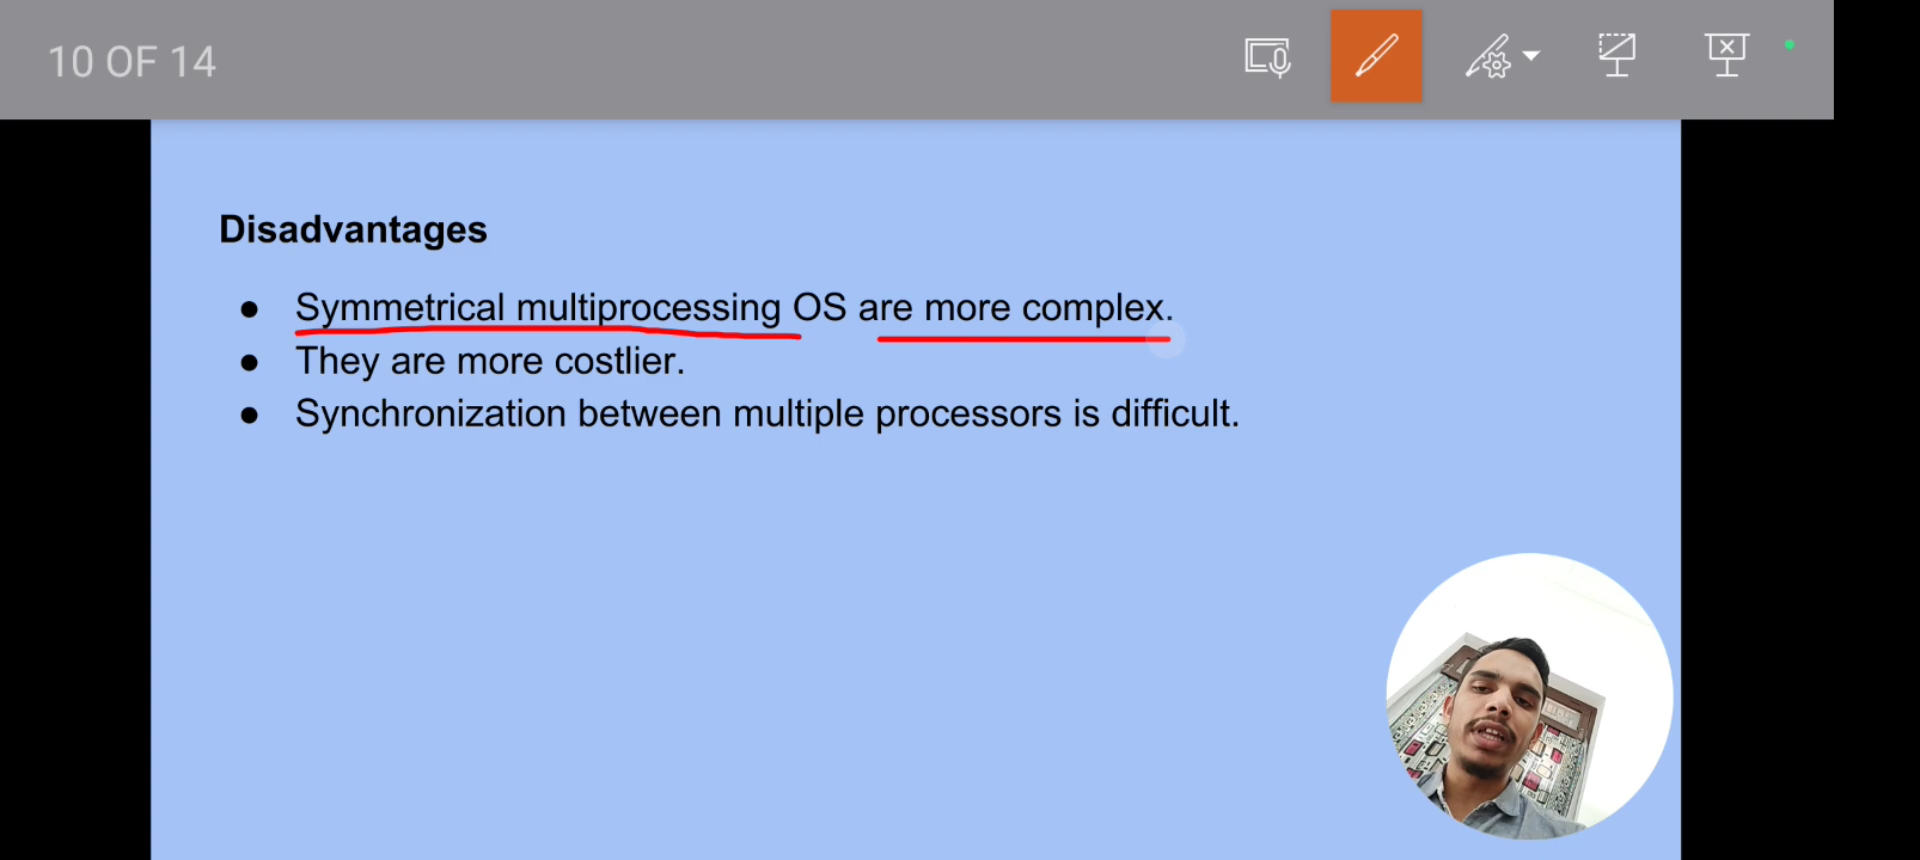 10 OF 14
Disadvantages
● Symmetrical multiprocessing OS are more complex.
● They are more costlier.
● Synchronization between multiple processors is difficult.